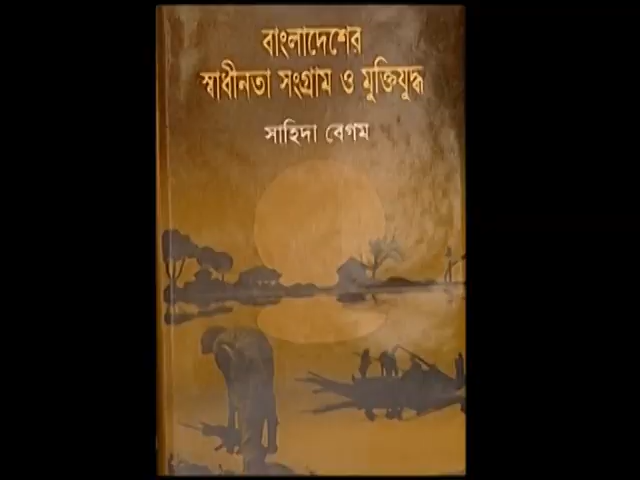 বাংলাদেশের
স্বাধীনতা সংগ্রাম ও মুক্তিযুদ্ধ
সাহিদা বেগম